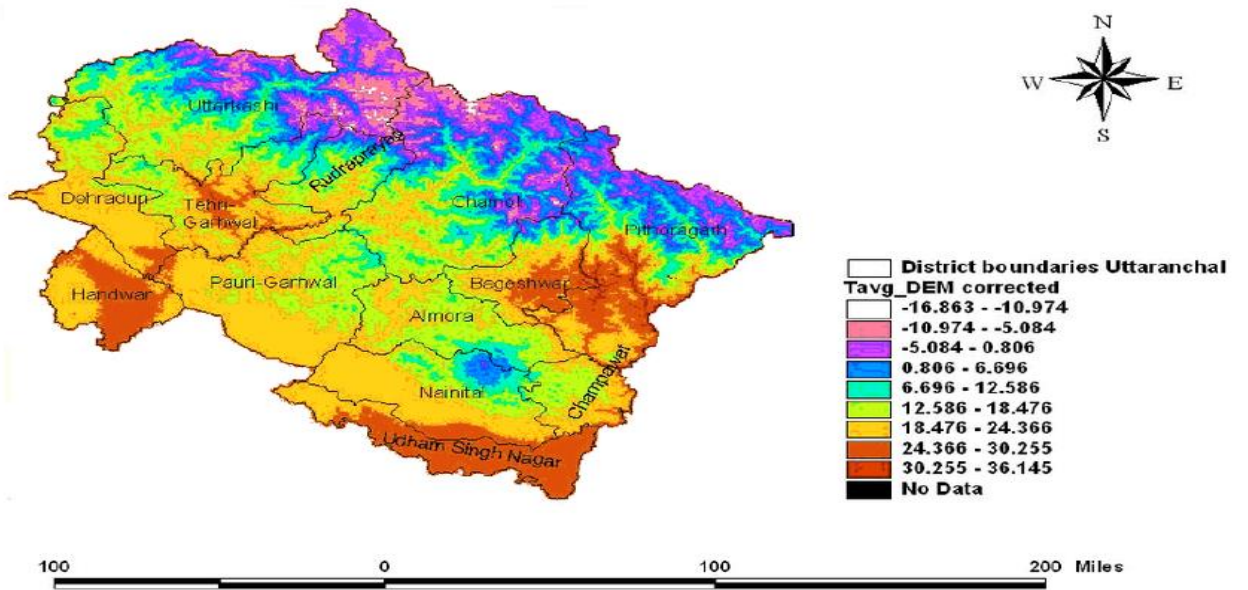 N
W E
S
Uttarkashi
Rudraprayag
Dehradun
Tehri-
Garhwal
Chamoli
Pithoragath
Haridwar
Pauri-Garhwal
Bageshwar
Almora
Nainital
Champawat
Udham Singh Nagar
District boundaries Uttaranchal
Tavg_DEM corrected
-16.863 - -10.974
-10.974 - -5.084
-5.084 - 0.806
0.806 - 6.696
6.696 - 12.586
12.586 - 18.476
18.476 - 24.366
24.366 - 30.255
30.255 - 36.145
No Data
100 0 100 200 Miles